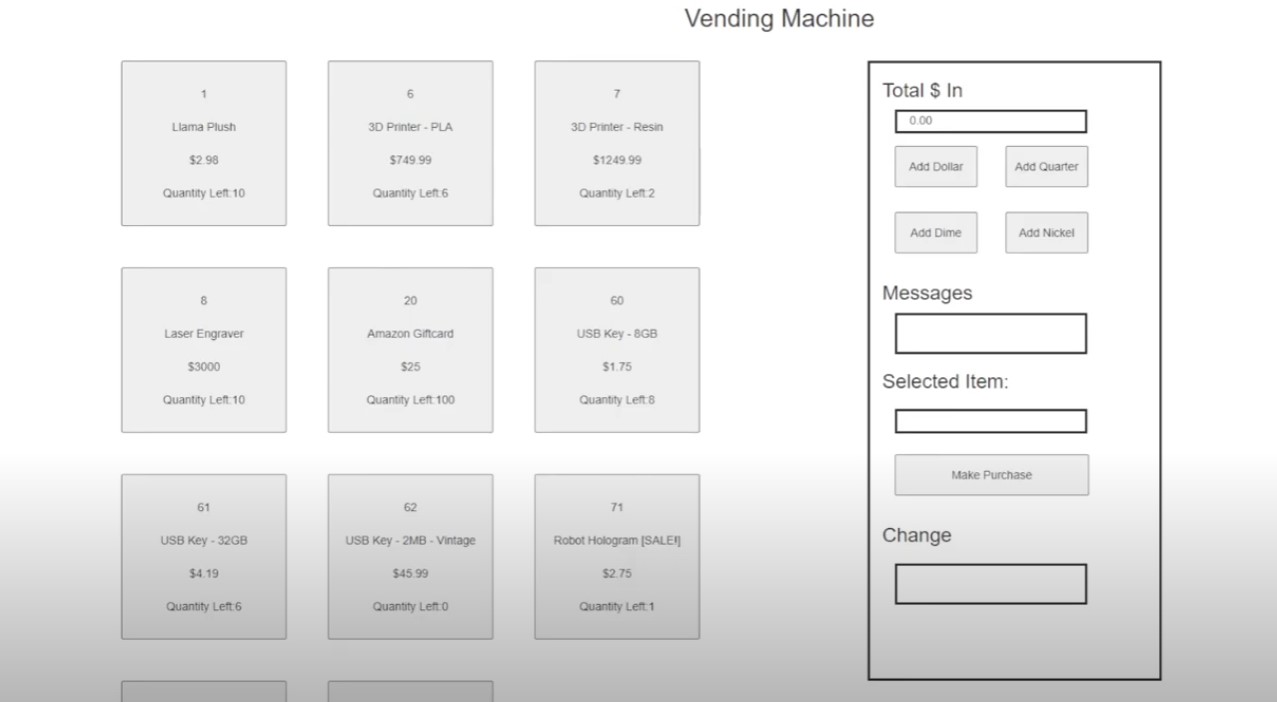 Vending Machine
1
Llama Plush
$2.98
Quantity Left:10
6
3D Printer - PLA
$749.99
Quantity Left:6
7
3D Printer - Resin
$1249.99
Quantity Left:2
8
Laser Engraver
$3000
Quantity Left:10
20
Amazon Giftcard
$25
Quantity Left:100
60
USB Key - 8GB
$1.75
Quantity Left:8
61
USB Key - 32GB
$4.19
Quantity Left:6
62
USB Key - 2MB - Vintage
$45.99
Quantity Left:0
71
Robot Hologram [SALE!]
$2.75
Quantity Left:1
Total $ In
0.00
Add Dollar
Add Quarter
Add Dime
Add Nickel
Messages
Selected Item:
Make Purchase
Change